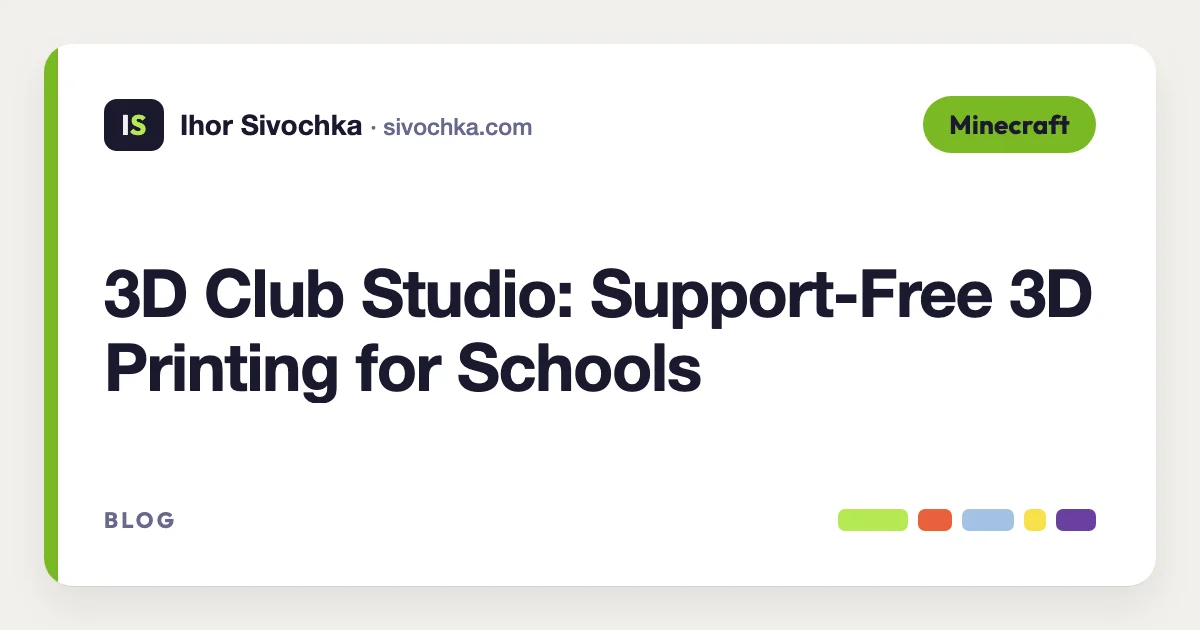 IS Ihor Sivochka · sivochka.com
Minecraft
3D Club Studio: Support-Free 3D
Printing for Schools
BLOG